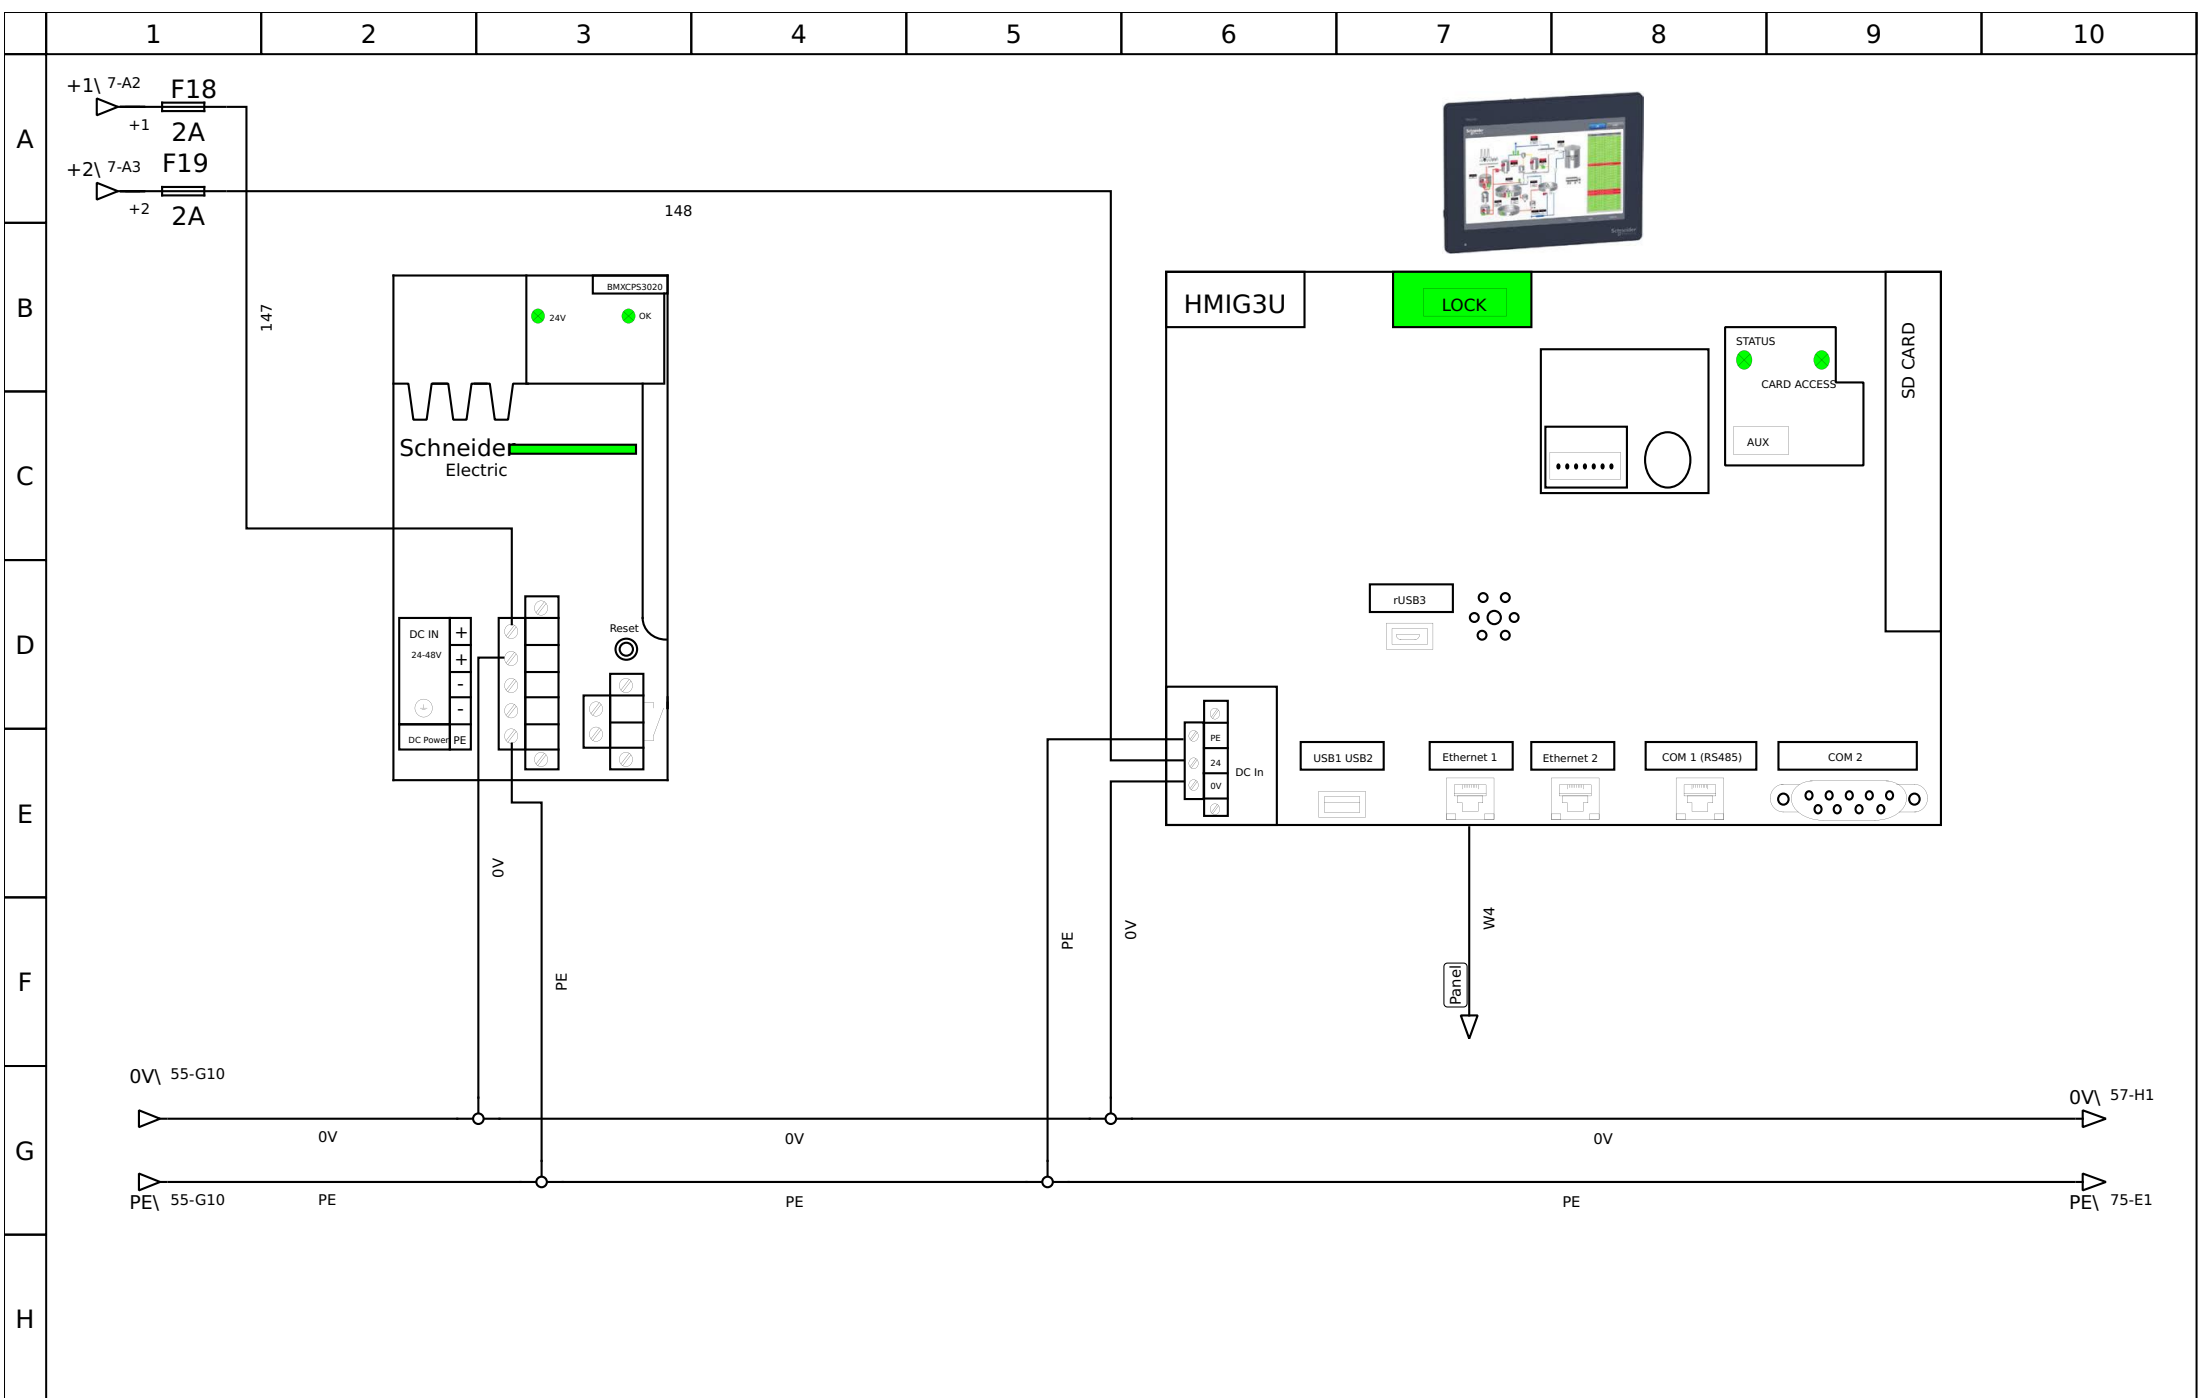 1 2 3 4 5 6 7 8 9 10
A
B
C
D
E
F
G
H
+1\ 7-A2
F18
+1
2A
+2\ 7-A3
F19
+2
2A
148
147
BMXCPS3020
24V
OK
Schneider
Electric
DC IN
24-48V
+
+
-
-
DC Power PE
Reset
0V
PE
HMIG3U
LOCK
STATUS
CARD ACCESS
AUX
SD CARD
rUSB3
PE
24
0V
DC In
USB1 USB2
Ethernet 1
Ethernet 2
COM 1 (RS485)
COM 2
PE
0V
W4
Panel
0V\ 55-G10
0V\ 57-H1
0V
0V
0V
PE\ 55-G10
PE
PE
PE
PE\ 75-E1